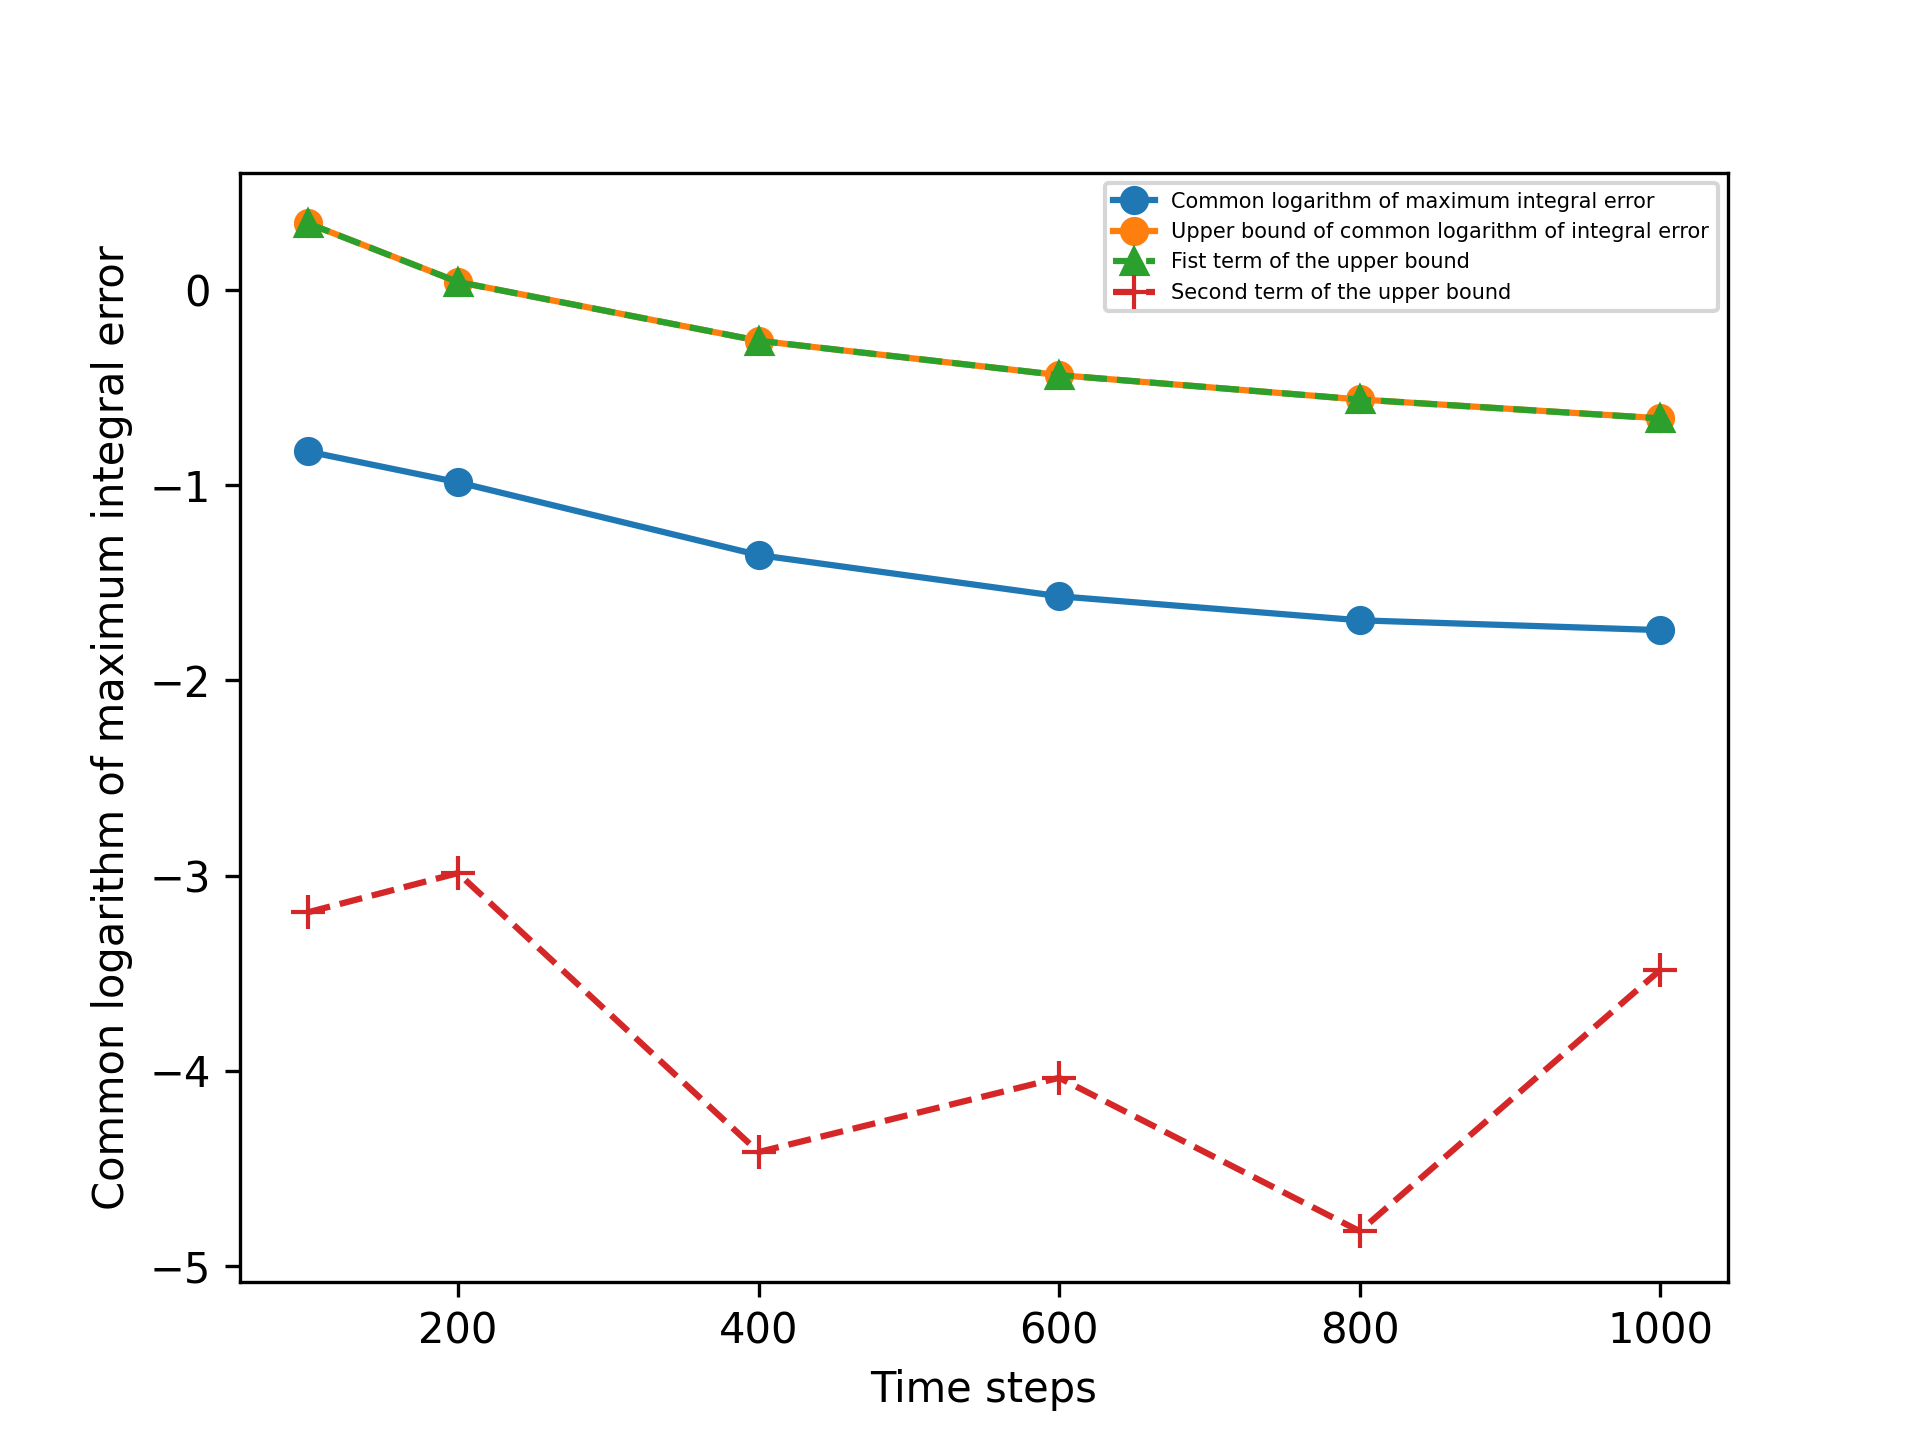 Common logarithm of maximum integral error
Upper bound of common logarithm of integral error
Fist term of the upper bound
Second term of the upper bound
Common logarithm of maximum integral error
0
−1
−2
−3
−4
−5
200 400 600 800 1000
Time steps